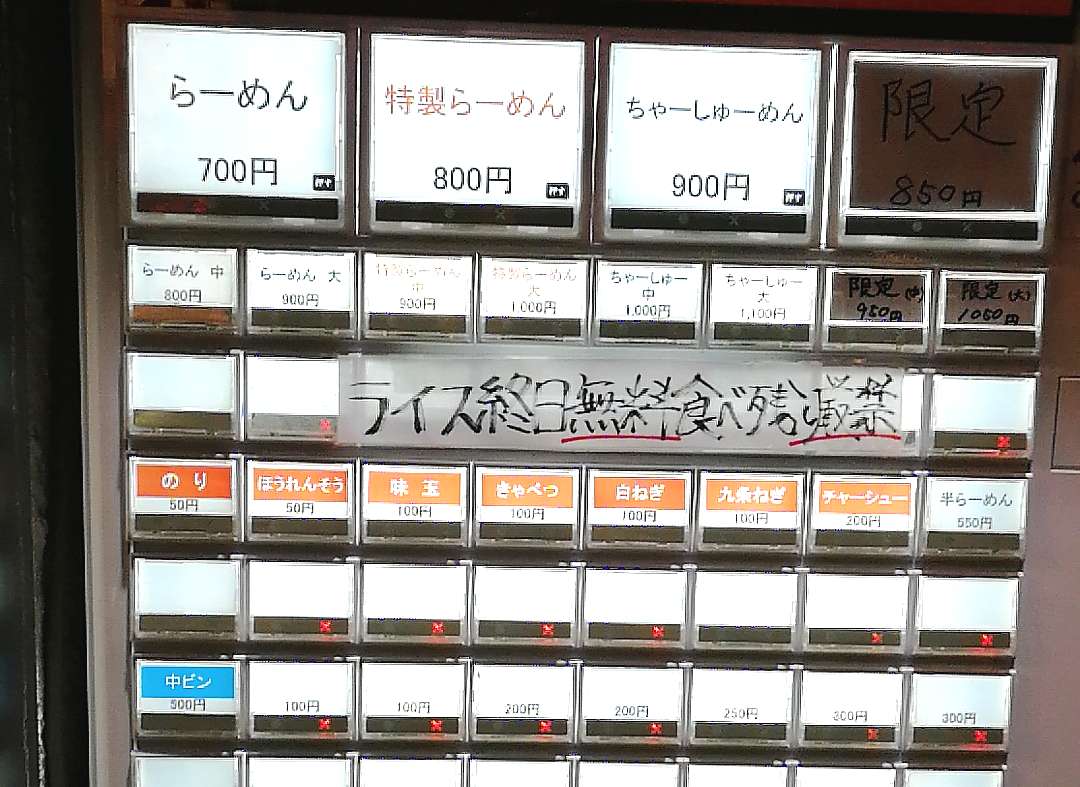 らーめん
700円
押す
特製らーめん
800円
押す
ちゃーしゅーめん
900円
押す
限定
850円
らーめん 中
800円
らーめん 大
900円
特製らーめん
中
900円
特製らーめん
大
1,000円
ちゃーしゅー
中
1,000円
ちゃーしゅー
大
1,100円
限定(中)
950円
限定(大)
1050円
ライス終日無料食べ残し厳禁
のり
50円
ほうれんそう
50円
味玉
100円
きゃべつ
100円
白ねぎ
100円
九条ねぎ
100円
チャーシュー
200円
半らーめん
550円
中ビン
500円
100円
100円
200円
200円
250円
300円
300円